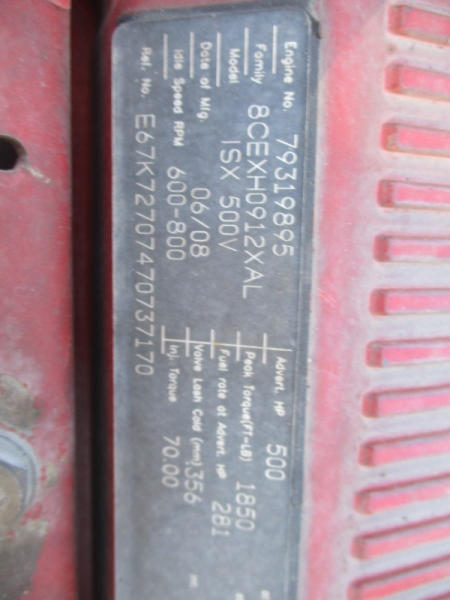 Engine No. 79319895
Family 8CEXH0912XAL
Model ISX 500V
Date of Mfg. 06/08
Idle Speed RPM 600-800
Ref. No. E67K72707470737170
Advert. HP 500
Peak Torque(FT-LB) 1850
Fuel rate at Advert. HP 281
Valve Lash Cold (mm) .356
Inj. Torque 70.00